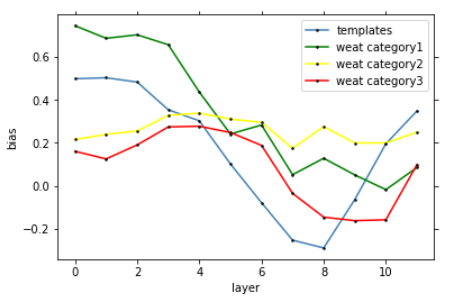 templates
weat category1
weat category2
weat category3
0.6
0.4
0.2
0.0
−0.2
bias
0 2 4 6 8 10
layer